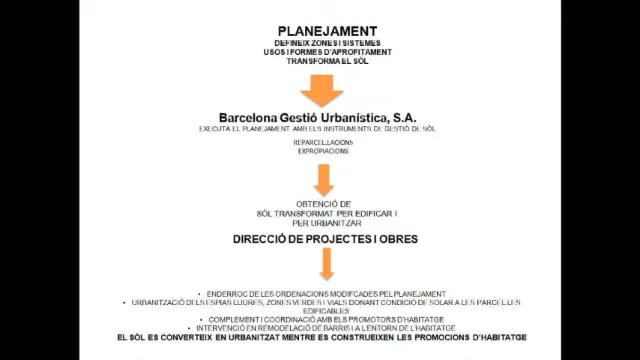 PLANEJAMENT
DEFINEIX ZONES I SISTEMES
USOS I FORMES D'APROFITAMENT
TRANSFORMA EL SÒL
Barcelona Gestió Urbanística, S.A.
EXECUTA EL PLANEJAMENT AMB ELS INSTRUMENTS DE GESTIÓ DE SÒL
REPARCEL·LACIONS
EXPROPIACIONS
OBTENCIÓ DE
SÒL TRANSFORMAT PER EDIFICAR I
PER URBANITZAR
DIRECCIÓ DE PROJECTES I OBRES
• ENDERROC DE LES ORDENACIONS MODIFCADES PEL PLANEJAMENT
• URBANITZACIÓ DELS ESPIAS LLIURES, ZONES VERDES I VIALS DONANT CONDICIÓ DE SOLAR A LES PARCEL·LES
EDIFICABLES
• COMPLEMENT I COORDINACIÓ AMB ELS PROMOTORS D'HABITATGE
• INTERVENCIÓ EN REMODELACIÓ DE BARRIS I A L'ENTORN DE L'HABITATGE
EL SÒL ES CONVERTEIX EN URBANITZAT MENTRE ES CONSTRUEIXEN LES PROMOCIONS D'HABITATGE